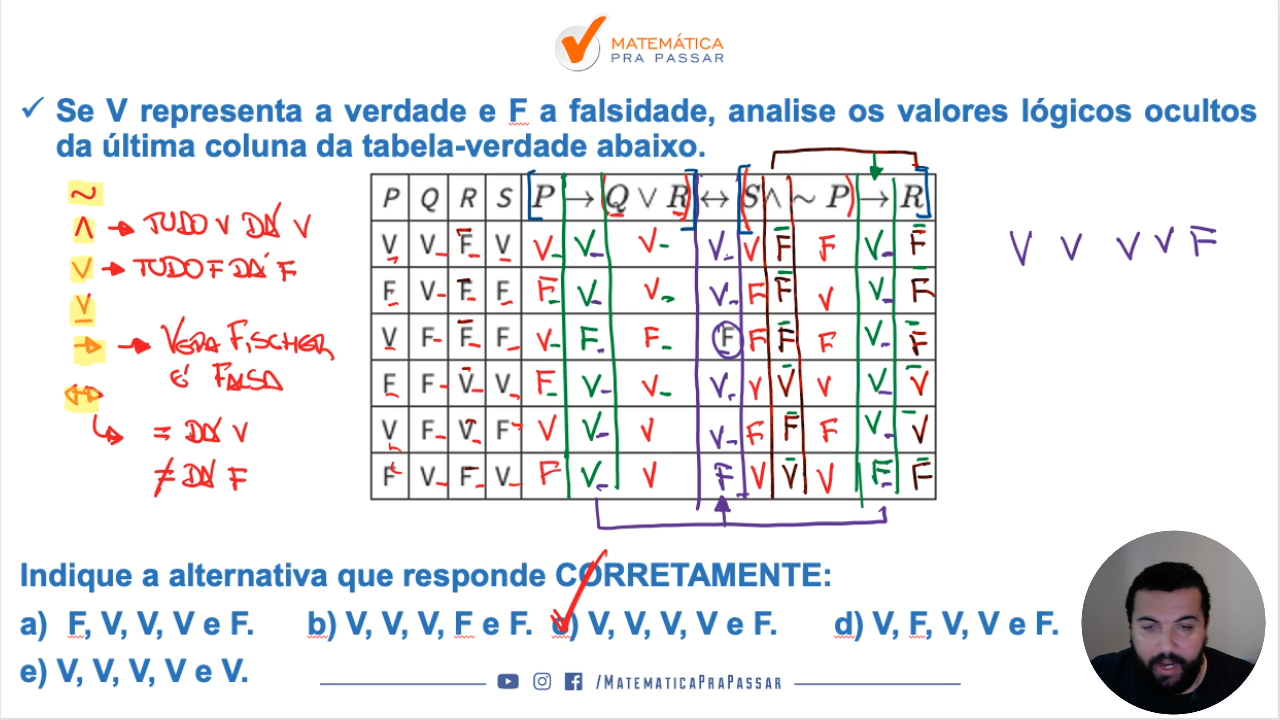 MATEMÁTICA
PRA PASSAR
✓ Se V representa a verdade e F a falsidade, analise os valores lógicos ocultos
da última coluna da tabela-verdade abaixo.
~
∧ → TUDO V DÁ V
∨ → TUDO F DÁ F
⊻
→ → VERA FISCHER
É FALSA
↔
↳ = DÁ V
≠ DÁ F
P Q R S [P → (Q ∨ R)] ↔ [(S ∧ ~ P) → R]
V V F V V V V V V F F V F
F V F F F V V V F F V V F
V F F F V F F F F F F V F
F F V V F V V V V V V V V
V F V F V V V V F F F V V
F V F V F V V F V V V F F
V V V V F
Indique a alternativa que responde CORRETAMENTE:
a) F, V, V, V e F. b) V, V, V, F e F. c) V, V, V, V e F. d) V, F, V, V e F.
e) V, V, V, V e V.
/MATEMATICAPRAPASSAR